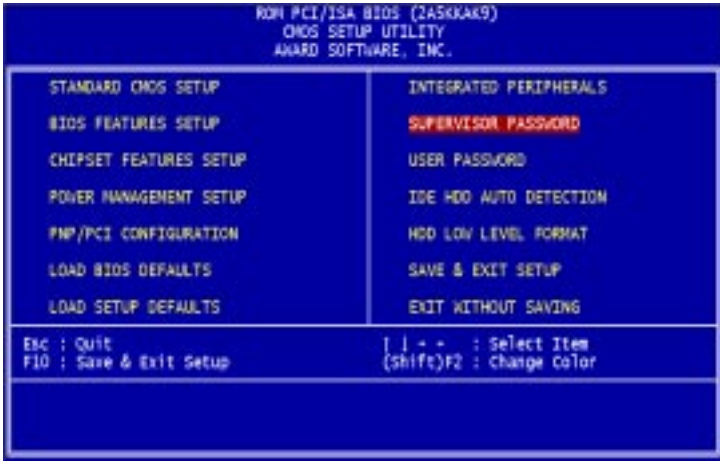 ROM PCI/ISA BIOS (2A5KKAK9)
CMOS SETUP UTILITY
AWARD SOFTWARE, INC.
STANDARD CMOS SETUP
BIOS FEATURES SETUP
CHIPSET FEATURES SETUP
POWER MANAGEMENT SETUP
PNP/PCI CONFIGURATION
LOAD BIOS DEFAULTS
LOAD SETUP DEFAULTS
INTEGRATED PERIPHERALS
SUPERVISOR PASSWORD
USER PASSWORD
IDE HDD AUTO DETECTION
HDD LOW LEVEL FORMAT
SAVE & EXIT SETUP
EXIT WITHOUT SAVING
Esc : Quit
F10 : Save & Exit Setup
↑ ↓ → ← : Select Item
(Shift)F2 : Change Color